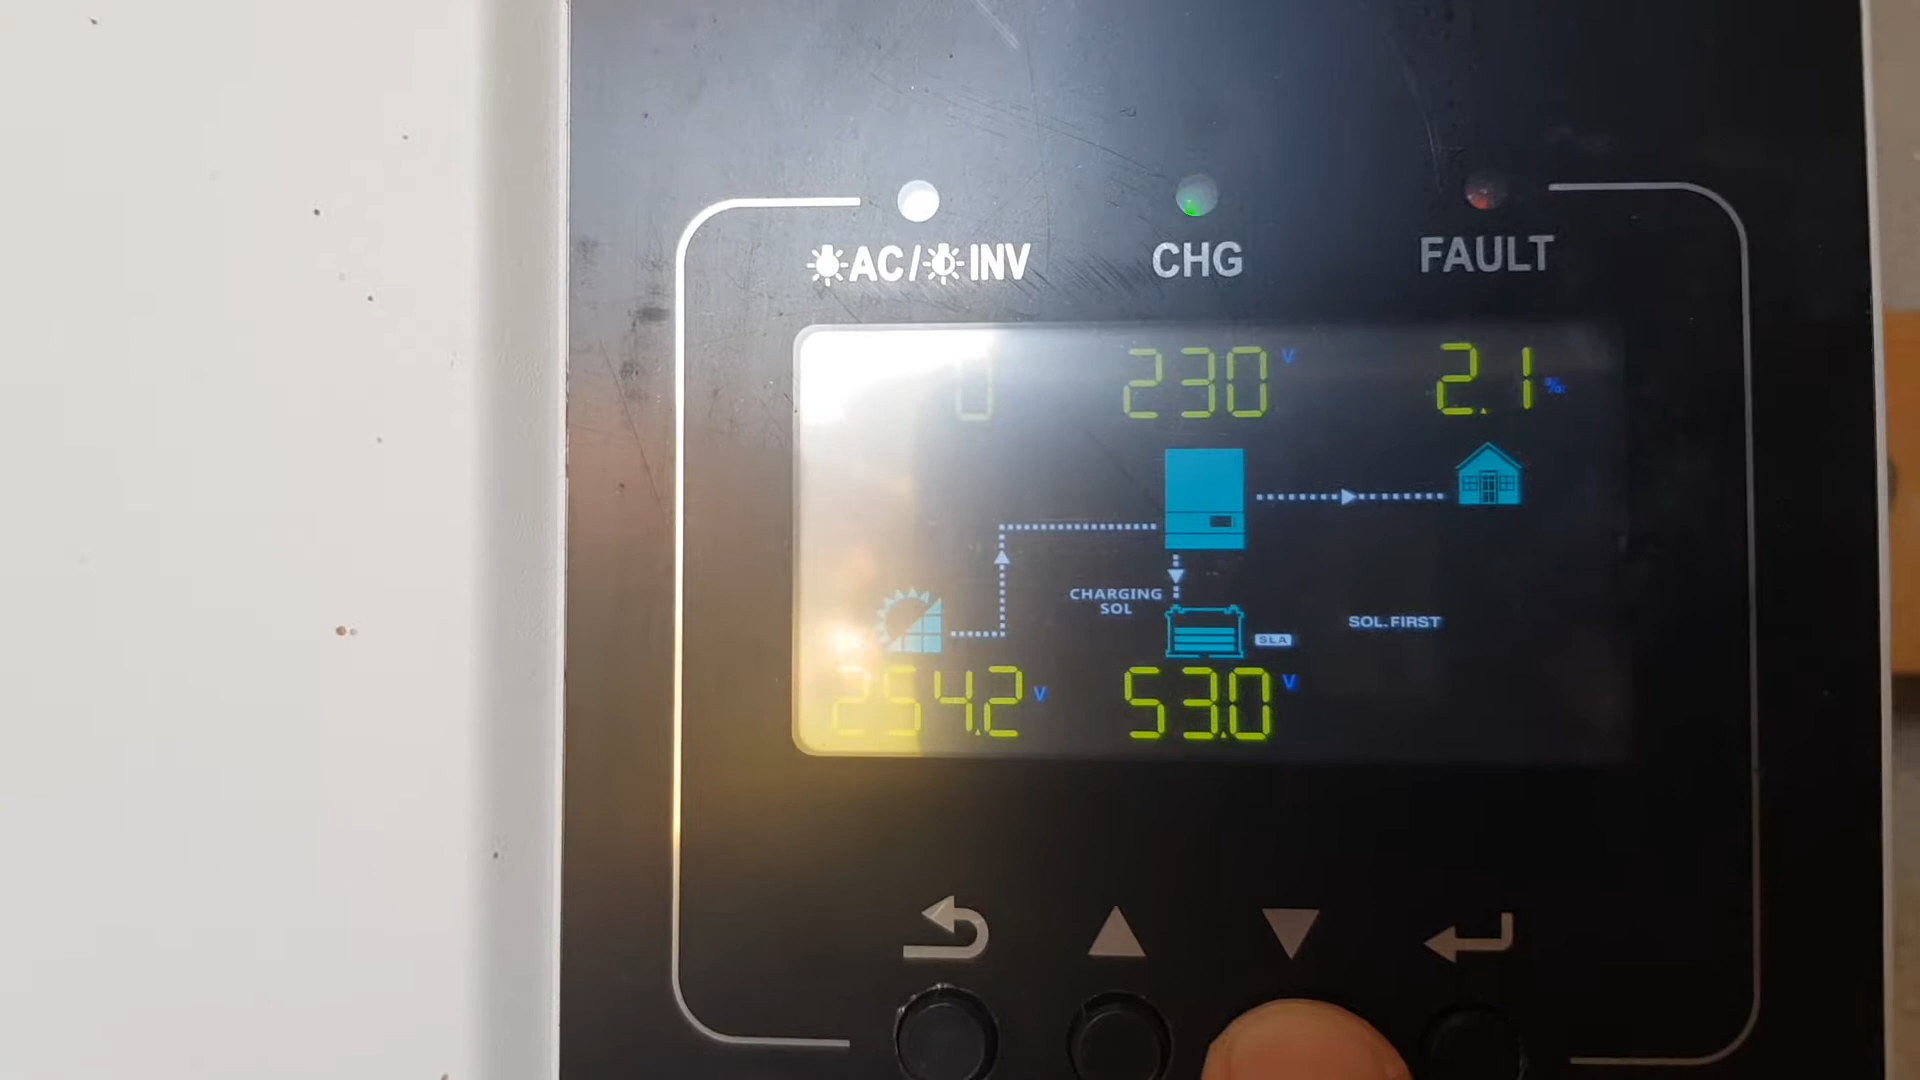 AC/ INV
CHG
FAULT
0
230 V
2.1 %
CHARGING
SOL
SLA
SOL.FIRST
254.2 V
53.0 V